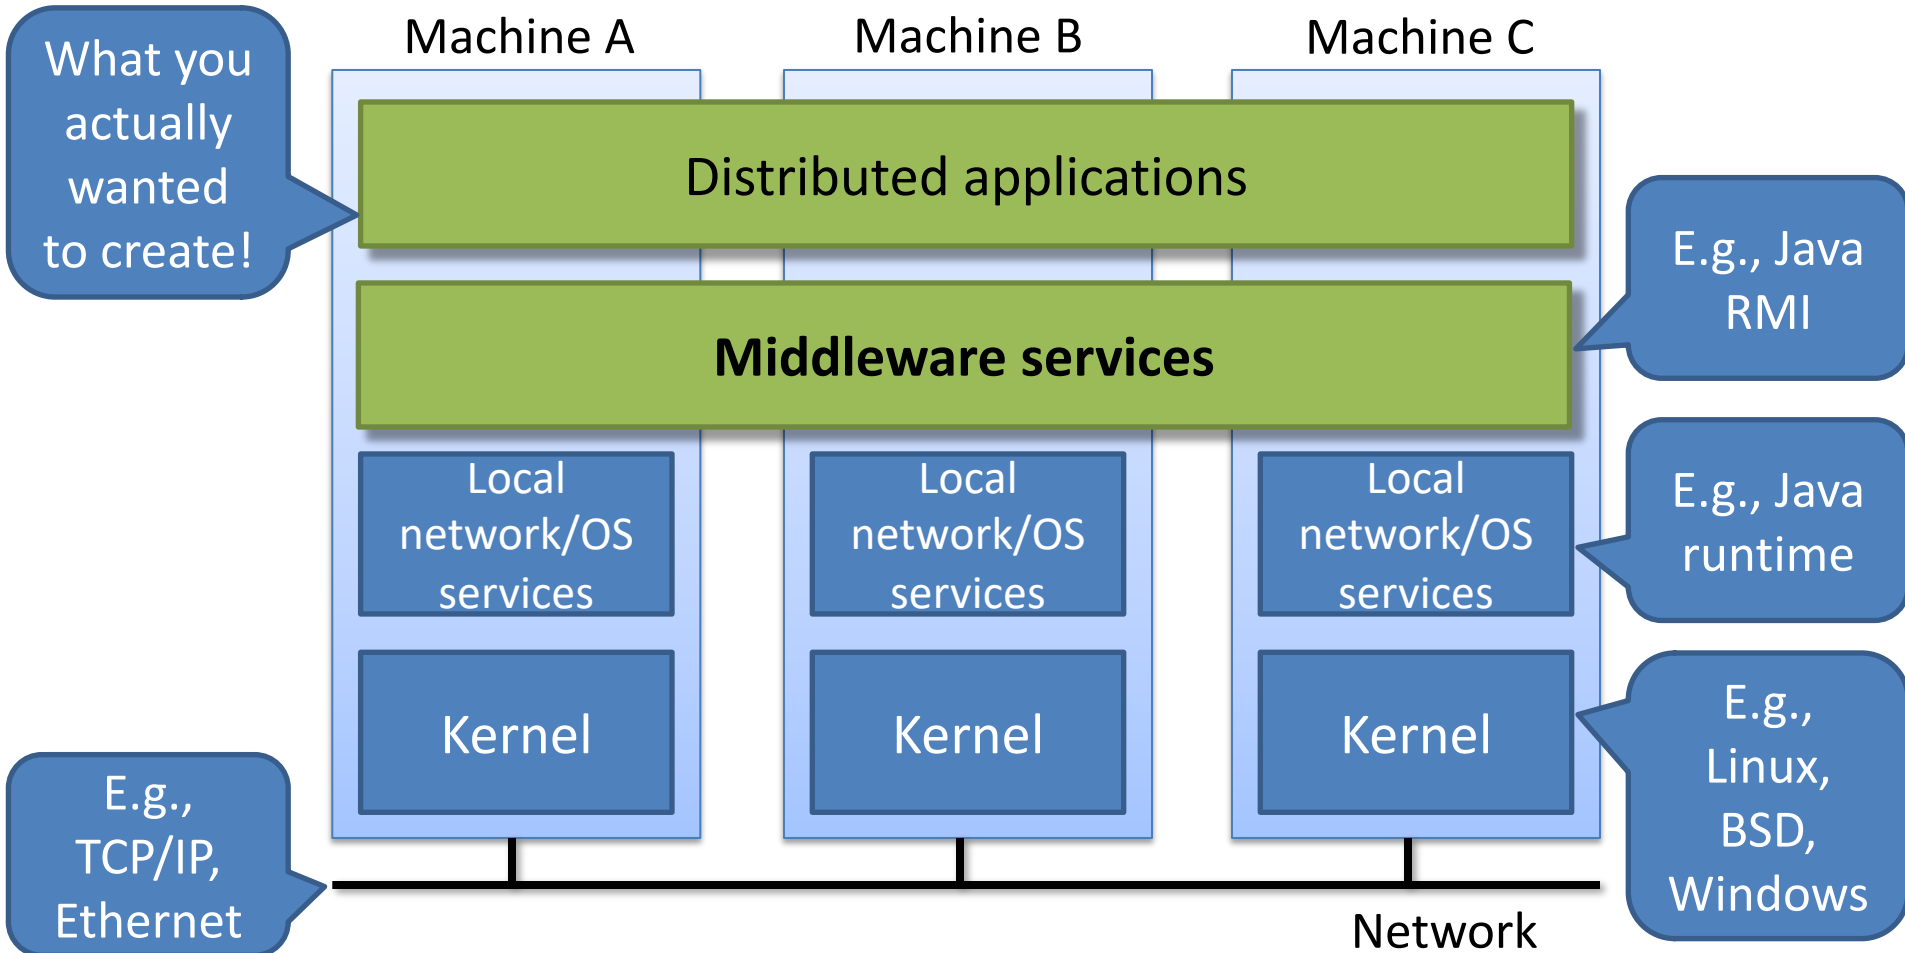 What you
actually
wanted
to create!
Machine A
Machine B
Machine C
Distributed applications
E.g., Java
RMI
Middleware services
Local
network/OS
services
Local
network/OS
services
Local
network/OS
services
E.g., Java
runtime
Kernel
Kernel
Kernel
E.g.,
Linux,
BSD,
Windows
E.g.,
TCP/IP,
Ethernet
Network